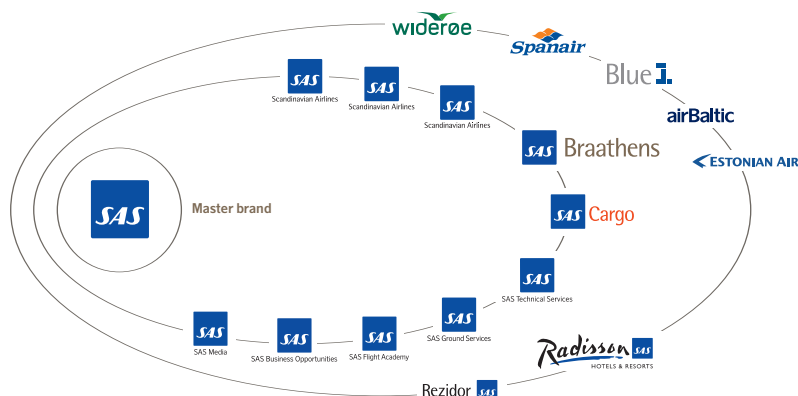 widerøe
Spanair
Blue1
airBaltic
ESTONIAN AIR
SAS
Scandinavian Airlines
SAS
Scandinavian Airlines
SAS
Scandinavian Airlines
SAS Braathens
SAS
Master brand
SAS Cargo
SAS
SAS Technical Services
SAS
SAS Ground Services
SAS
SAS Flight Academy
SAS
SAS Business Opportunities
SAS
SAS Media
Radisson SAS
HOTELS & RESORTS
Rezidor SAS